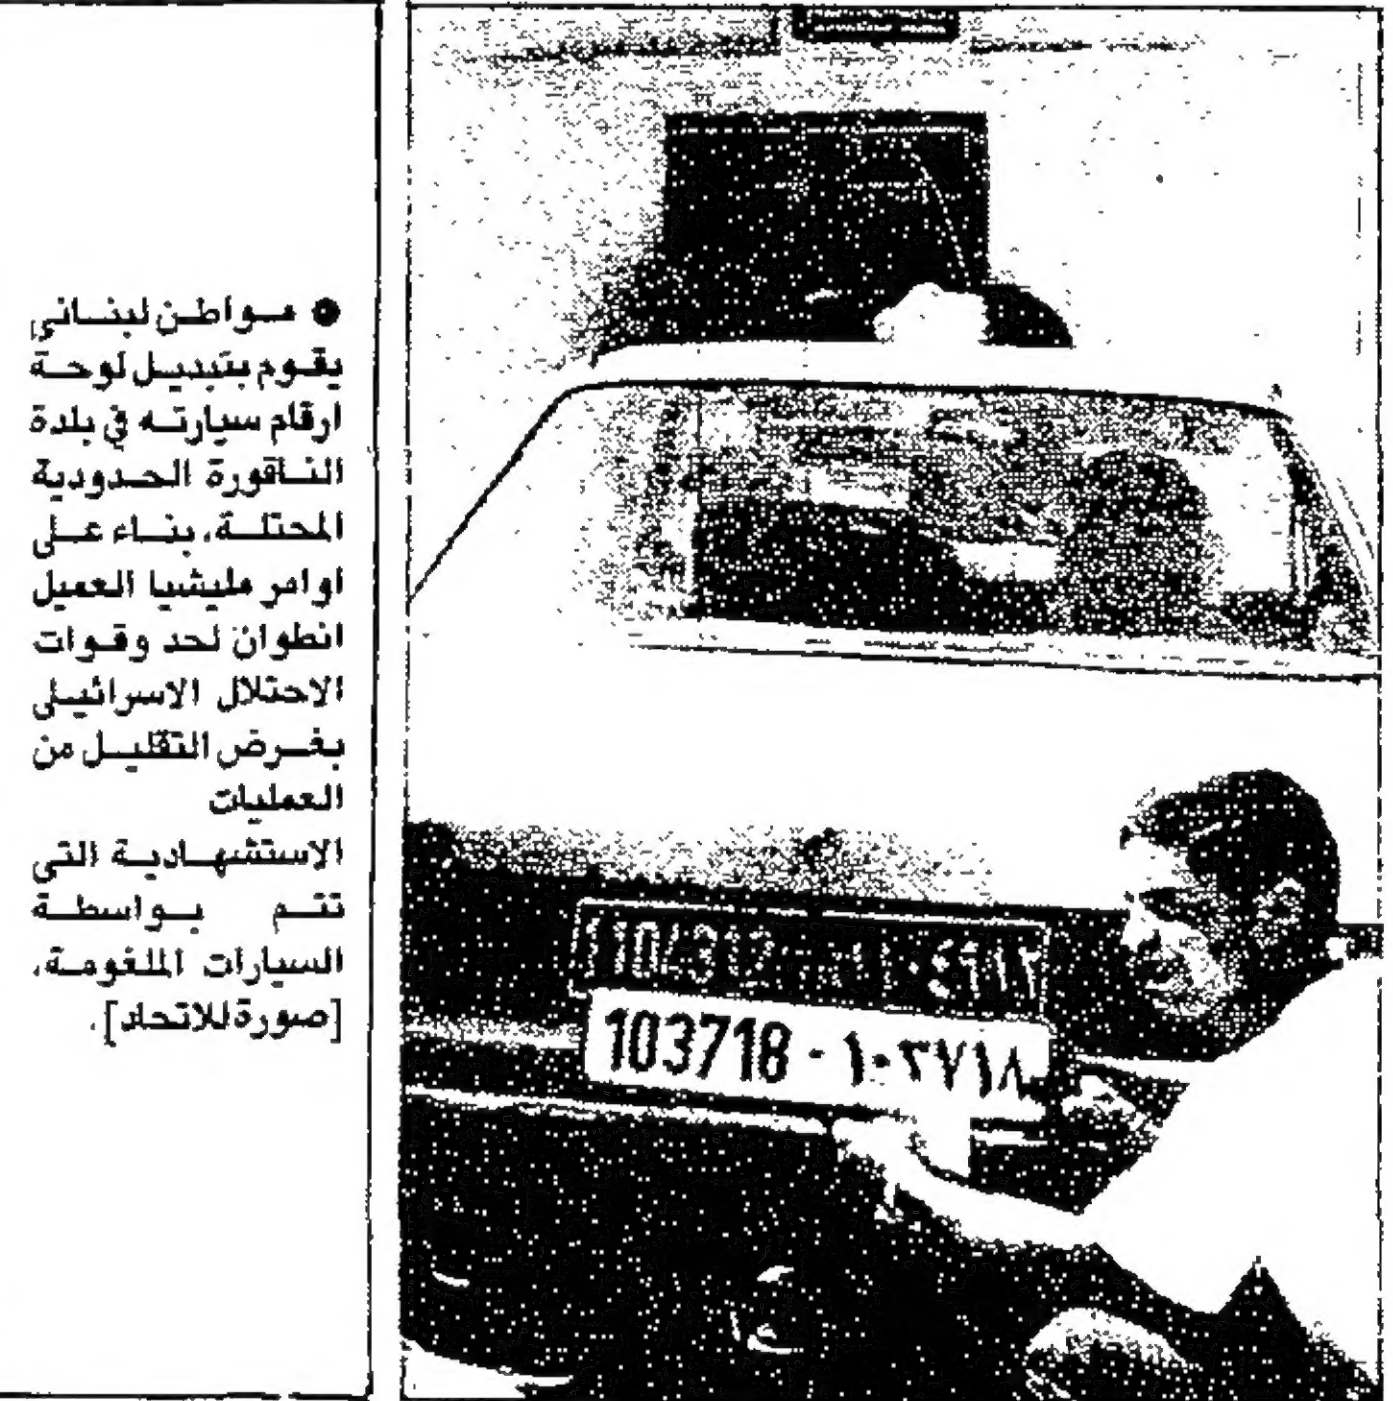 ● مواطن لبناني
يقوم بتبديل لوحة
ارقام سيارته في بلدة
الناقورة الحدودية
المحتلة، بناء على
اوامر مليشيا العميل
انطوان لحد وقوات
الاحتلال الاسرائيلي
بغرض التقليل من
العمليات
الاستشهادية التي
تتم بواسطة
السيارات الملغومة،
[صورة للاتحاد].
103718 - ١٠٣٧١٨